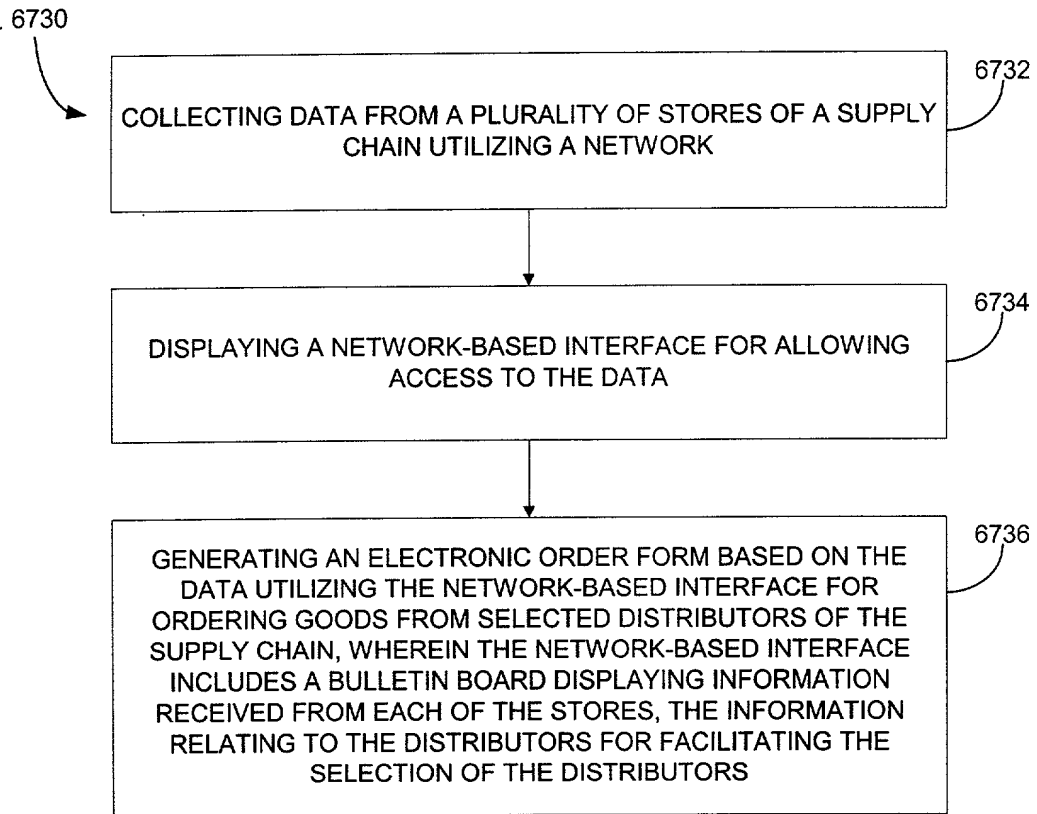 6730
6732
COLLECTING DATA FROM A PLURALITY OF STORES OF A SUPPLY
CHAIN UTILIZING A NETWORK
6734
DISPLAYING A NETWORK-BASED INTERFACE FOR ALLOWING
ACCESS TO THE DATA
6736
GENERATING AN ELECTRONIC ORDER FORM BASED ON THE
DATA UTILIZING THE NETWORK-BASED INTERFACE FOR
ORDERING GOODS FROM SELECTED DISTRIBUTORS OF THE
SUPPLY CHAIN, WHEREIN THE NETWORK-BASED INTERFACE
INCLUDES A BULLETIN BOARD DISPLAYING INFORMATION
RECEIVED FROM EACH OF THE STORES, THE INFORMATION
RELATING TO THE DISTRIBUTORS FOR FACILITATING THE
SELECTION OF THE DISTRIBUTORS